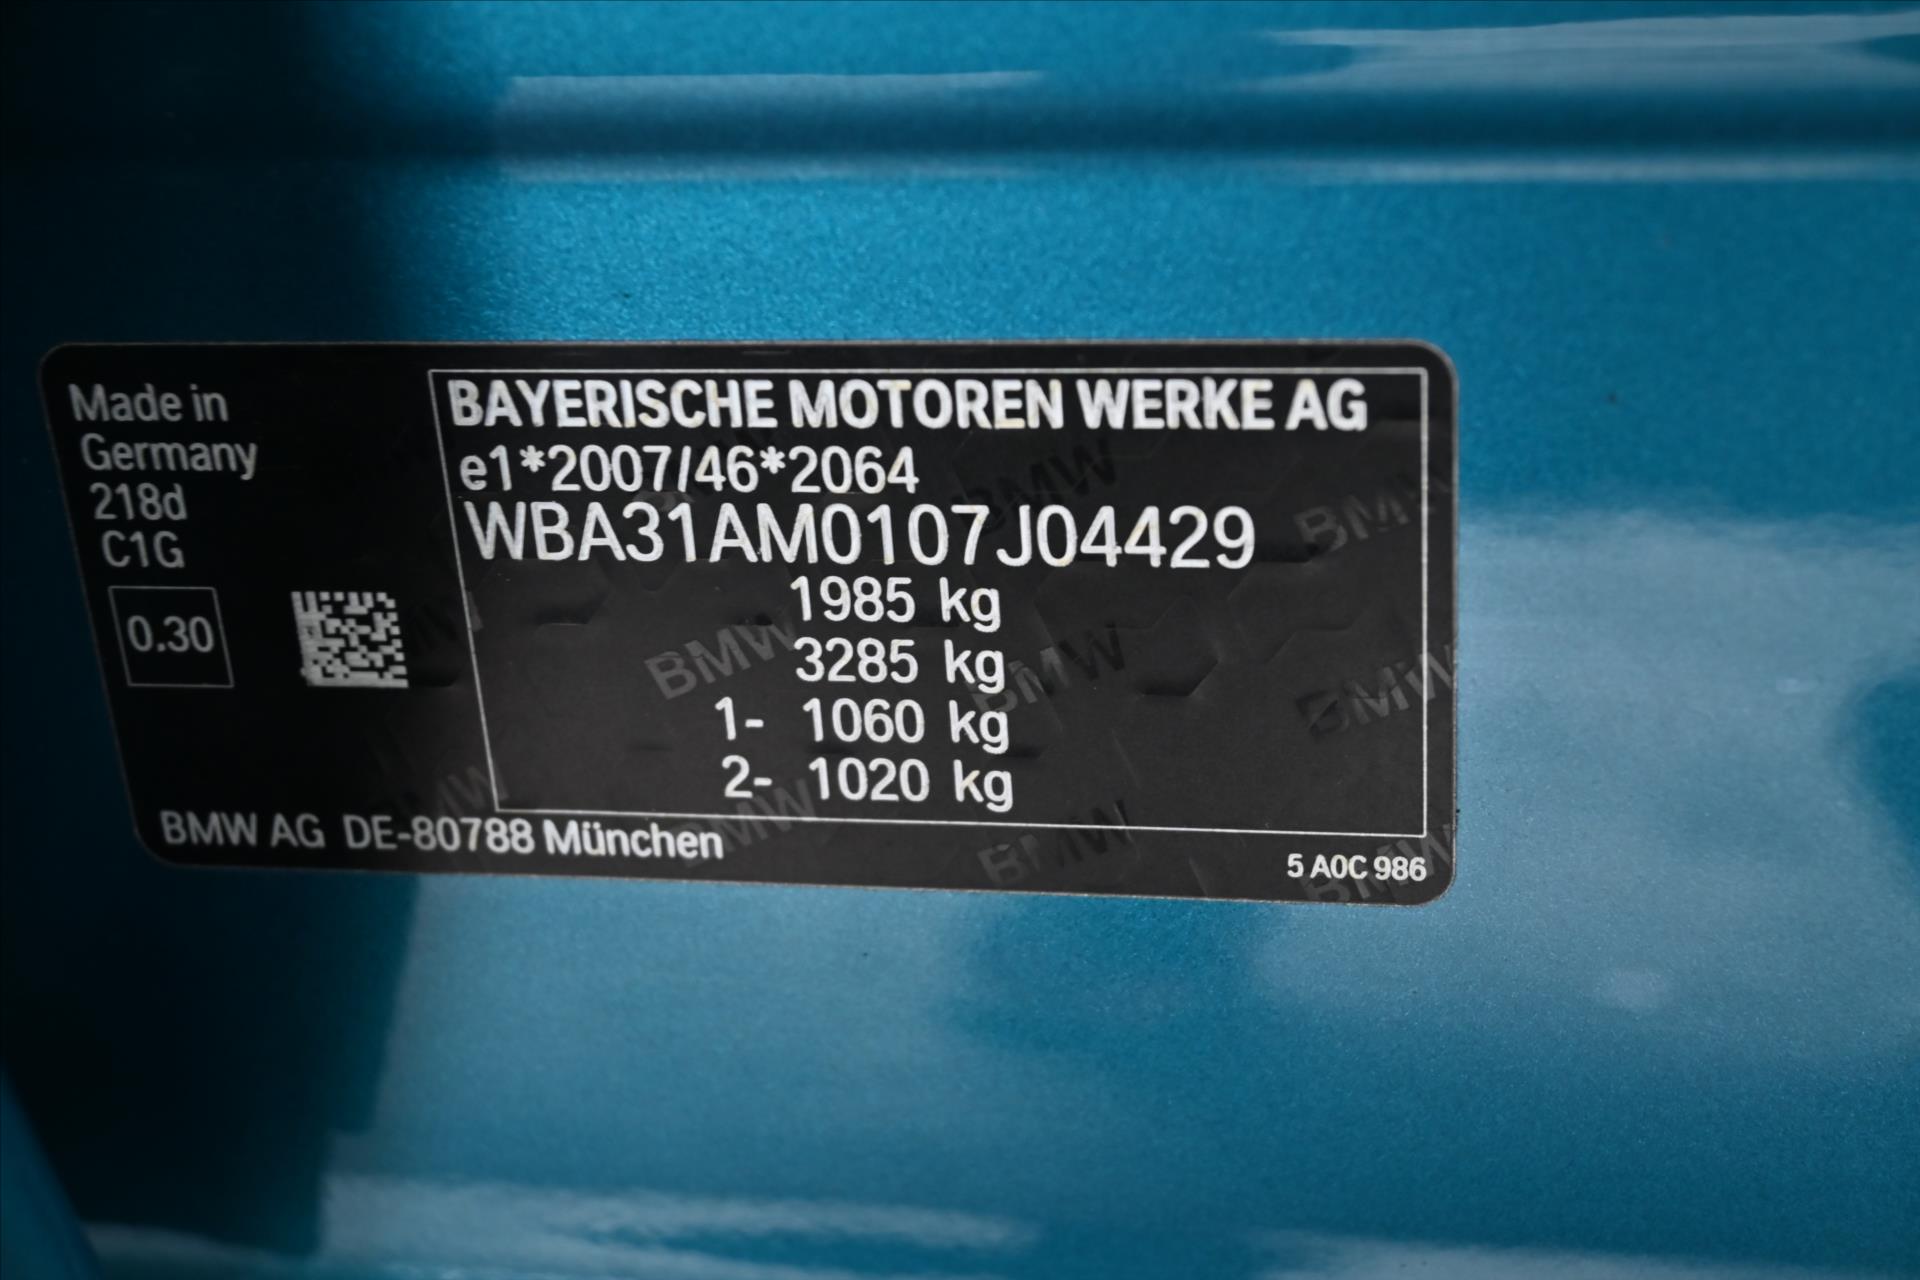 Made in
Germany
218d
C1G
0.30
BAYERISCHE MOTOREN WERKE AG
e1*2007/46*2064
WBA31AM0107J04429
1985 kg
3285 kg
1- 1060 kg
2- 1020 kg
BMW AG DE-80788 München
5 A0C 986